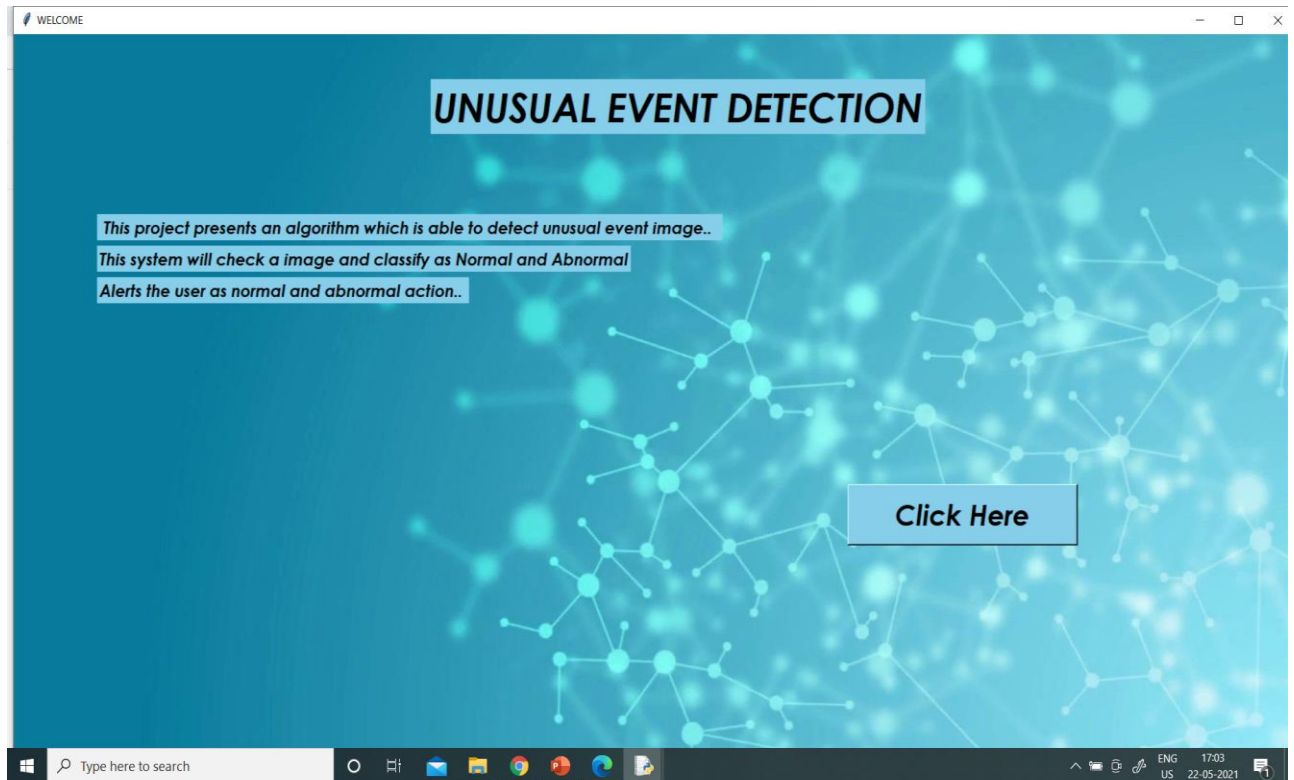 WELCOME
UNUSUAL EVENT DETECTION
This project presents an algorithm which is able to detect unusual event image..
This system will check a image and classify as Normal and Abnormal
Alerts the user as normal and abnormal action..
Click Here
Type here to search
ENG 17:03
US 22-05-2021
1